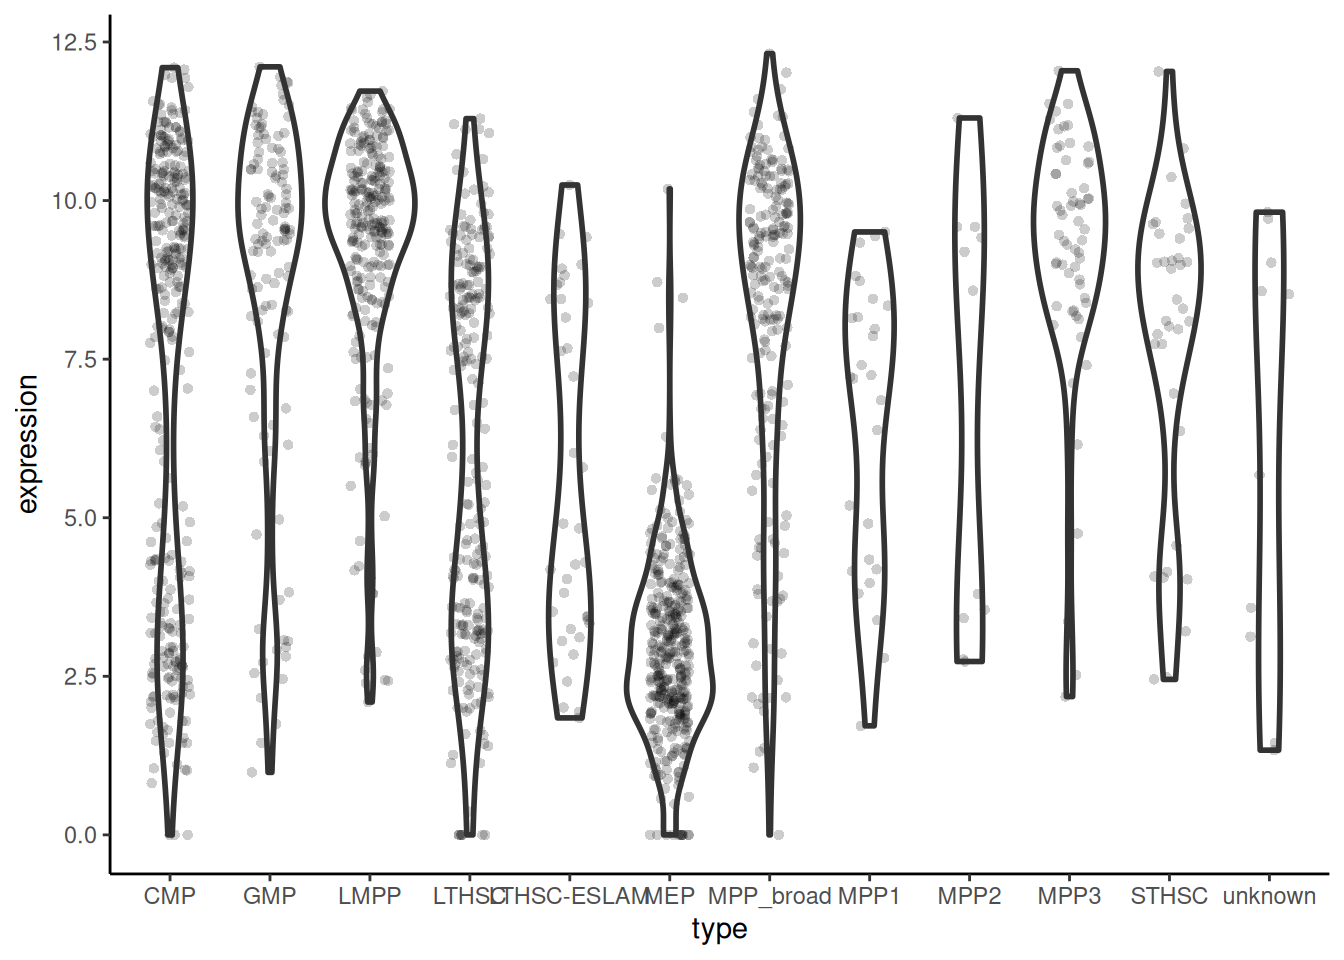 12.5
10.0
7.5
5.0
2.5
0.0
expression
CMP GMP LMPP LTHSC LTHSC-ESLAM MEP MPP_broad MPP1 MPP2 MPP3 STHSC unknown
type